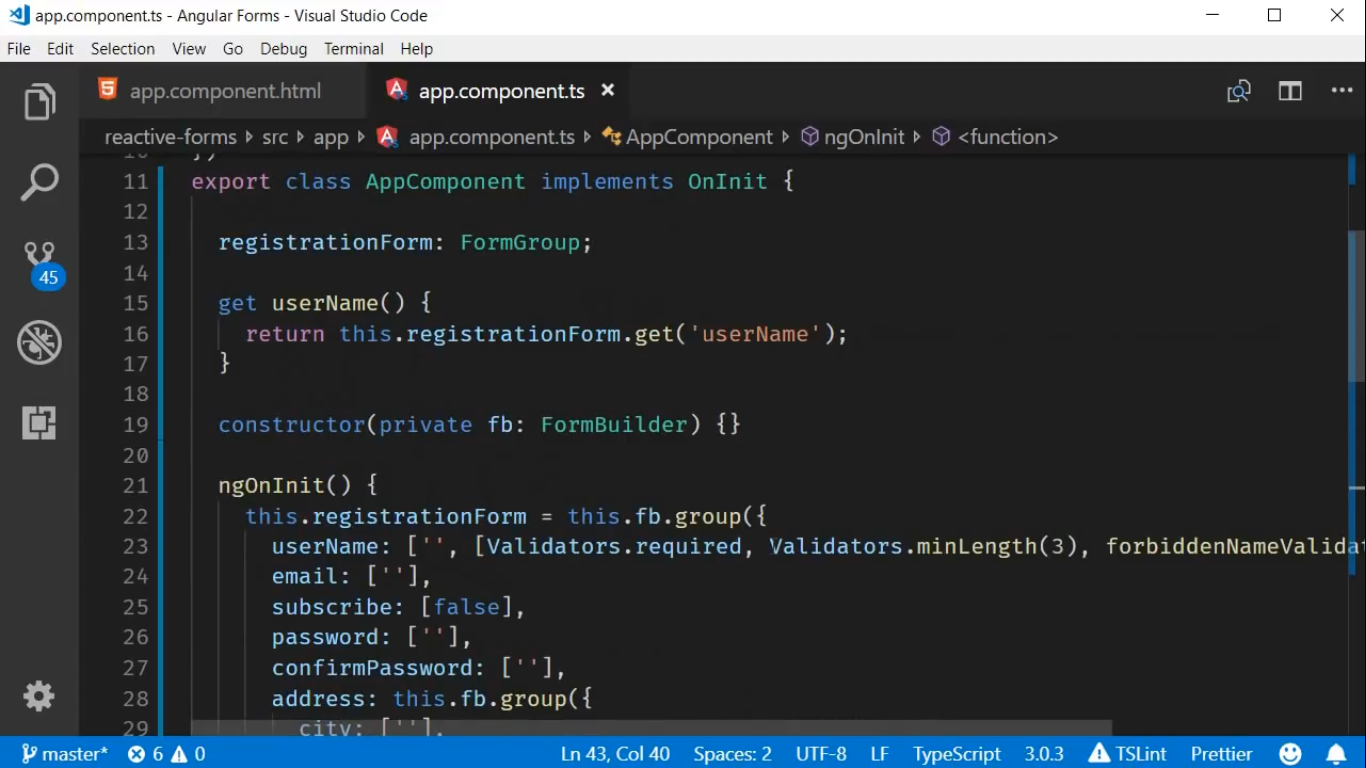 app.component.ts - Angular Forms - Visual Studio Code
File Edit Selection View Go Debug Terminal Help
app.component.html app.component.ts
reactive-forms src app app.component.ts AppComponent ngOnInit <function>
11 export class AppComponent implements OnInit {
12
13 registrationForm: FormGroup;
14
15 get userName() {
16 return this.registrationForm.get('userName');
17 }
18
19 constructor(private fb: FormBuilder) {}
20
21 ngOnInit() {
22 this.registrationForm = this.fb.group({
23 userName: ['', [Validators.required, Validators.minLength(3), forbiddenNameValida
24 email: [''],
25 subscribe: [false],
26 password: [''],
27 confirmPassword: [''],
28 address: this.fb.group({
29 city: [''],
45
master* 6 0 Ln 43, Col 40 Spaces: 2 UTF-8 LF TypeScript 3.0.3 TSLint Prettier